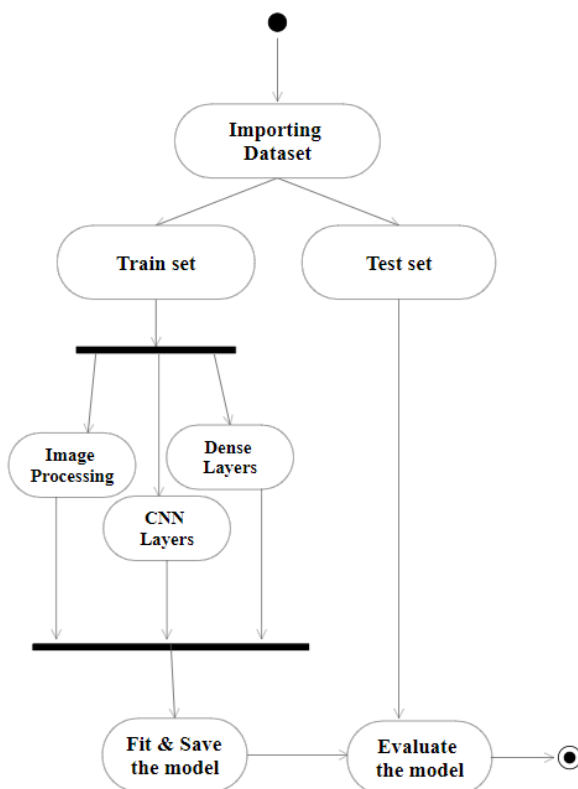 Importing
Dataset
Train set
Test set
Image
Processing
Dense
Layers
CNN
Layers
Fit & Save
the model
Evaluate
the model